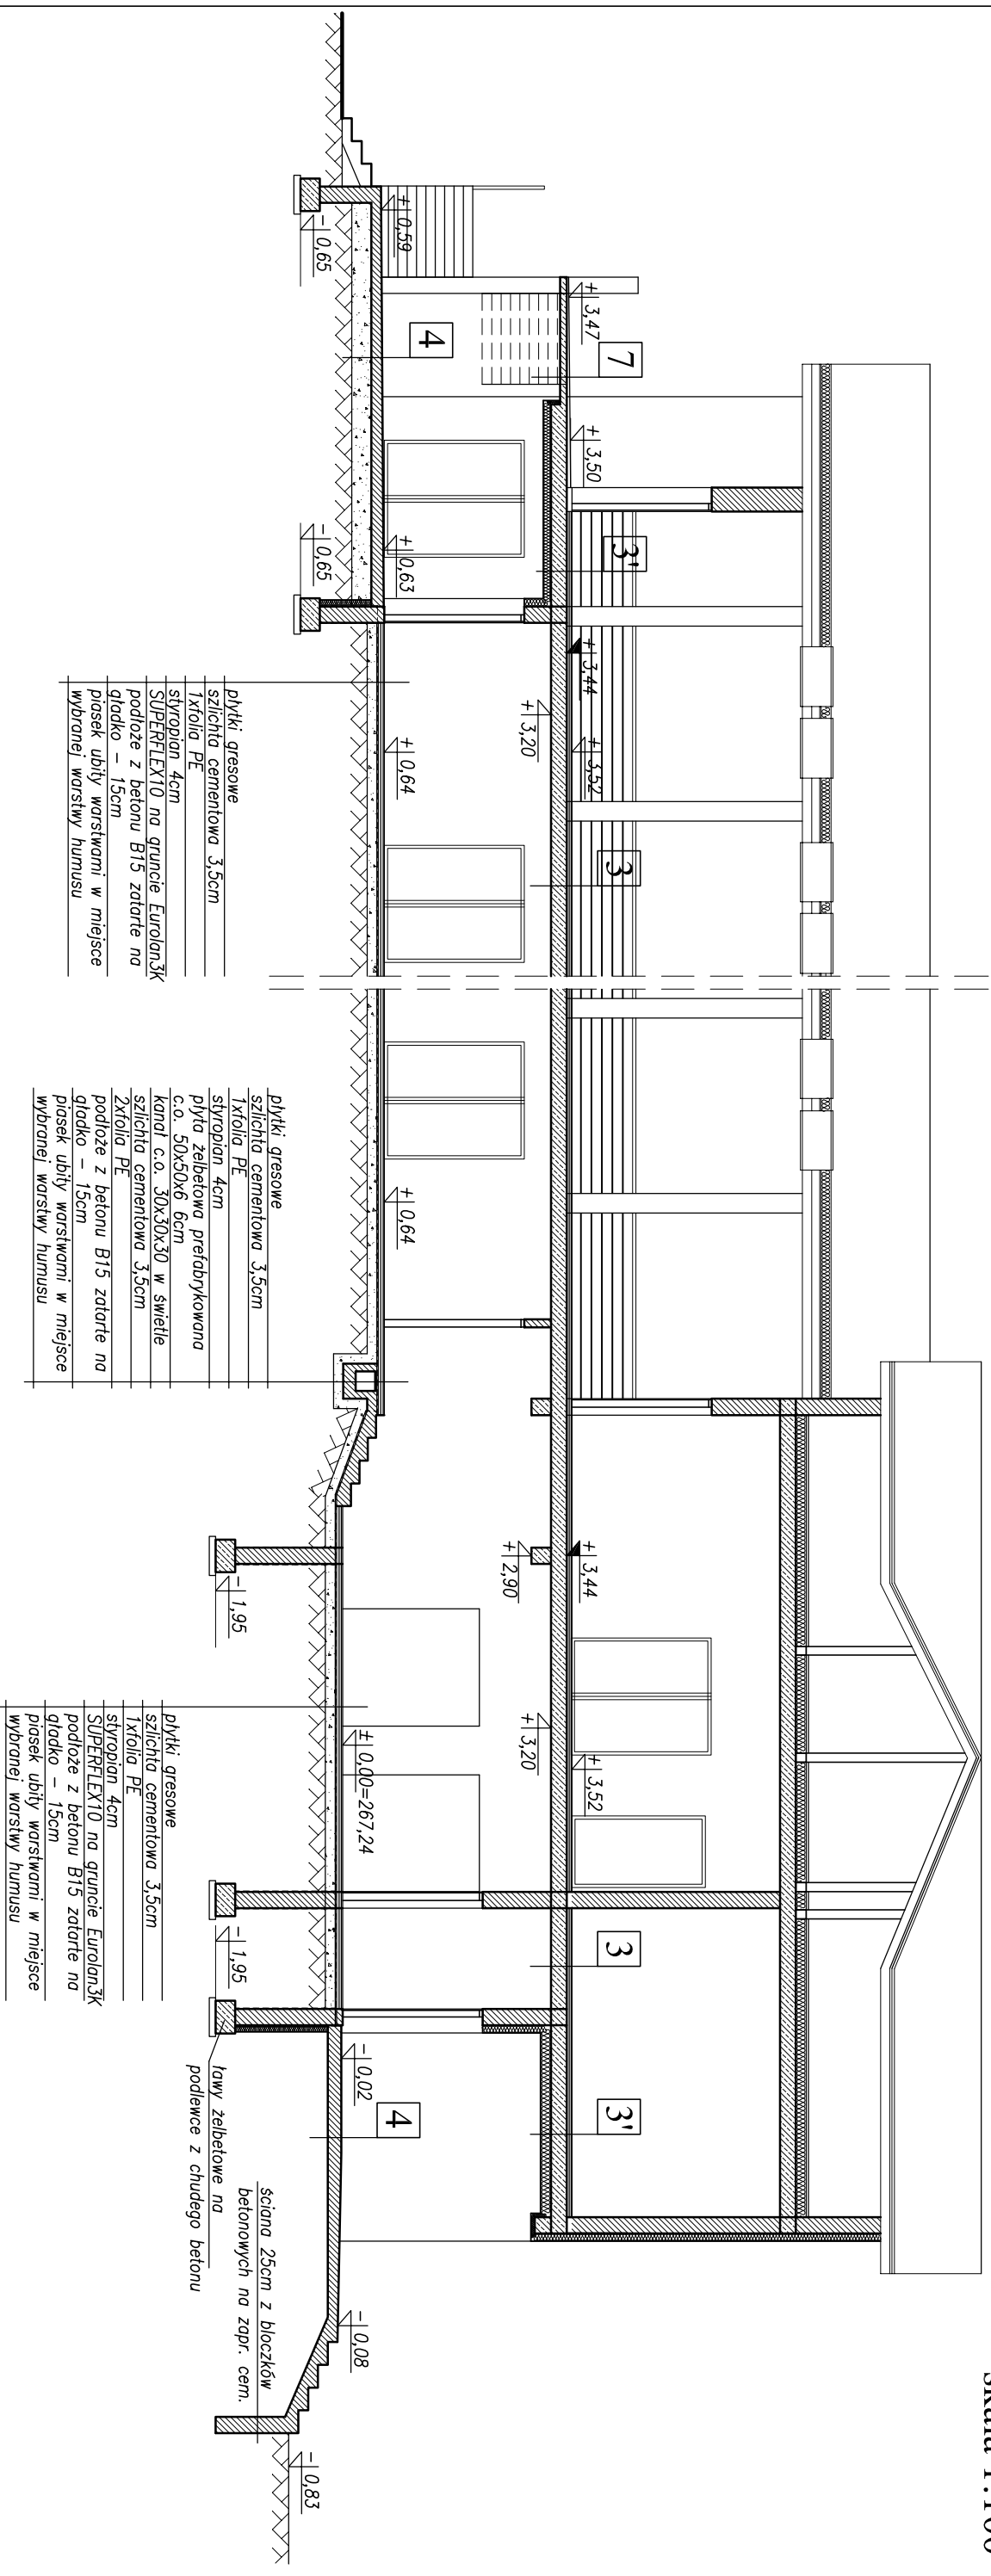 skala 1:100
+ 0,59
- 0,65
+ 3,47
7
4
+ 3,50
3'
+ 0,63
- 0,65
+ 3,44
+ 3,20
+ 3,52
+ 0,64
3
płytki gresowe
szlichta cementowa 3,5cm
1xfolia PE
styropian 4cm
SUPERFLEX10 na gruncie Eurolan3K
podłoże z betonu B15 zatarte na
gładko - 15cm
piasek ubity warstwami w miejsce
wybranej warstwy humusu
+ 0,64
płytki gresowe
szlichta cementowa 3,5cm
1xfolia PE
styropian 4cm
płyta żelbetowa prefabrykowana
c.o. 50x50x6 6cm
kanał c.o. 30x30x30 w świetle
szlichta cementowa 3,5cm
2xfolia PE
podłoże z betonu B15 zatarte na
gładko - 15cm
piasek ubity warstwami w miejsce
wybranej warstwy humusu
+ 3,44
+ 2,90
- 1,95
+ 3,20
+ 3,52
± 0,00=267,24
płytki gresowe
szlichta cementowa 3,5cm
1xfolia PE
styropian 4cm
SUPERFLEX10 na gruncie Eurolan3K
podłoże z betonu B15 zatarte na
gładko - 15cm
piasek ubity warstwami w miejsce
wybranej warstwy humusu
3
- 1,95
- 0,02
3'
4
ławy żelbetowe na
podlewce z chudego betonu
ściana 25cm z bloczków
betonowych na zapr. cem.
- 0,08
- 0,83